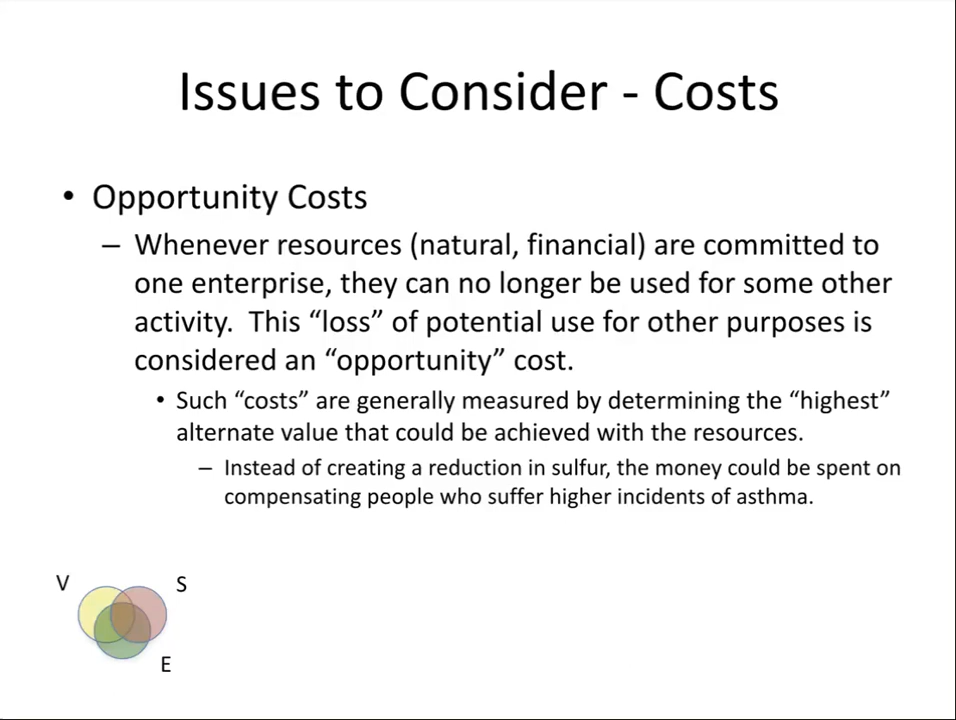 Issues to Consider - Costs
• Opportunity Costs
– Whenever resources (natural, financial) are committed to
one enterprise, they can no longer be used for some other
activity.  This “loss” of potential use for other purposes is
considered an “opportunity” cost.
• Such “costs” are generally measured by determining the “highest”
alternate value that could be achieved with the resources.
– Instead of creating a reduction in sulfur, the money could be spent on
compensating people who suffer higher incidents of asthma.
V
S
E